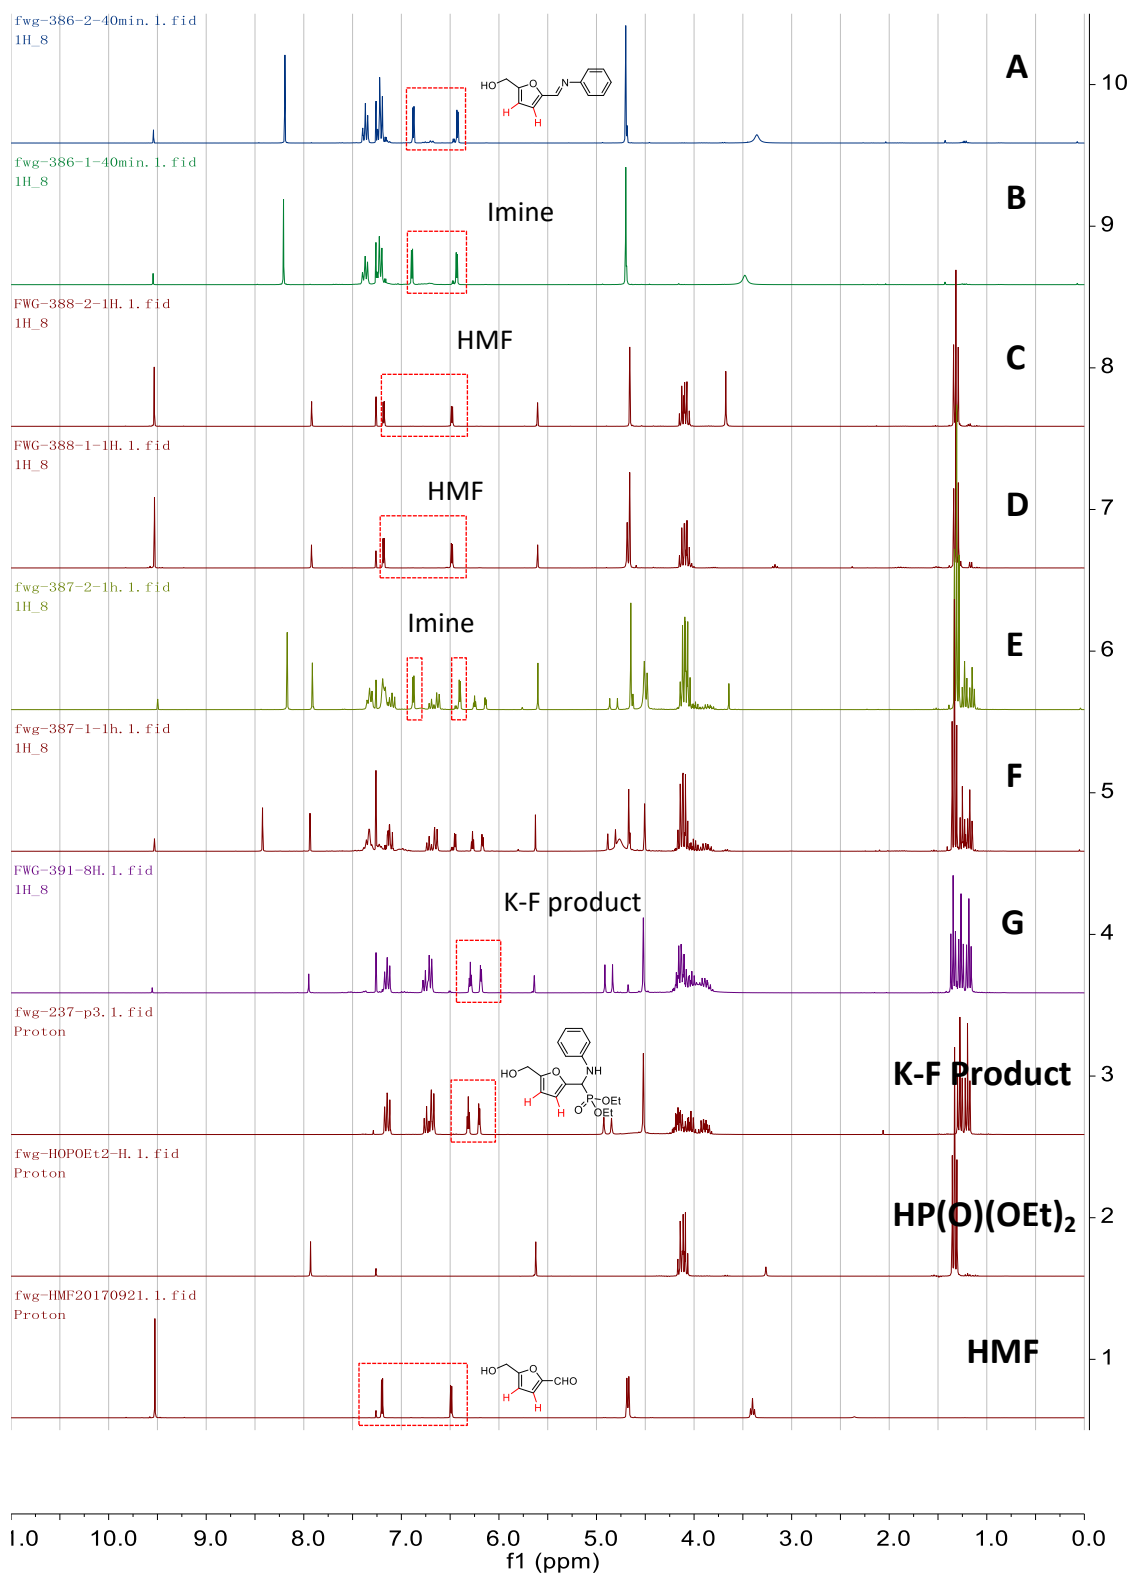 fwg-386-2-40min.1.fid
1H_8
A
10
HO
O
N
H
H
fwg-386-1-40min.1.fid
1H_8
B
Imine
9
FWG-388-2-1H.1.fid
1H_8
HMF
C
8
FWG-388-1-1H.1.fid
1H_8
HMF
D
7
fwg-387-2-1h.1.fid
1H_8
Imine
E
6
fwg-387-1-1h.1.fid
1H_8
F
5
FWG-391-8H.1.fid
1H_8
K-F product
G
4
fwg-237-p3.1.fid
Proton
K-F Product
3
HO
O
NH
H
H
P
O
OEt
OEt
fwg-HOPOEt2-H.1.fid
Proton
HP(O)(OEt)₂
2
fwg-HMF20170921.1.fid
Proton
HMF
1
HO
O
CHO
H
H
1.0 10.0 9.0 8.0 7.0 6.0 5.0 4.0 3.0 2.0 1.0 0.0
f1 (ppm)